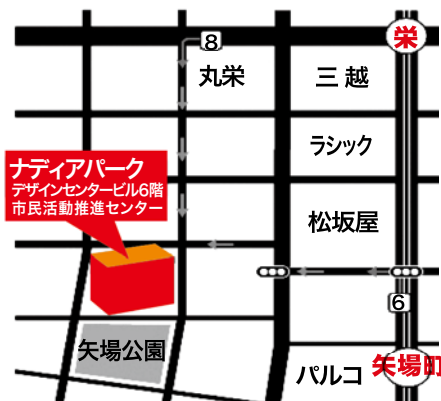 8
栄
丸栄
三越
ラシック
ナディアパーク
デザインセンタービル6階
市民活動推進センター
松坂屋
6
矢場公園
パルコ
矢場町